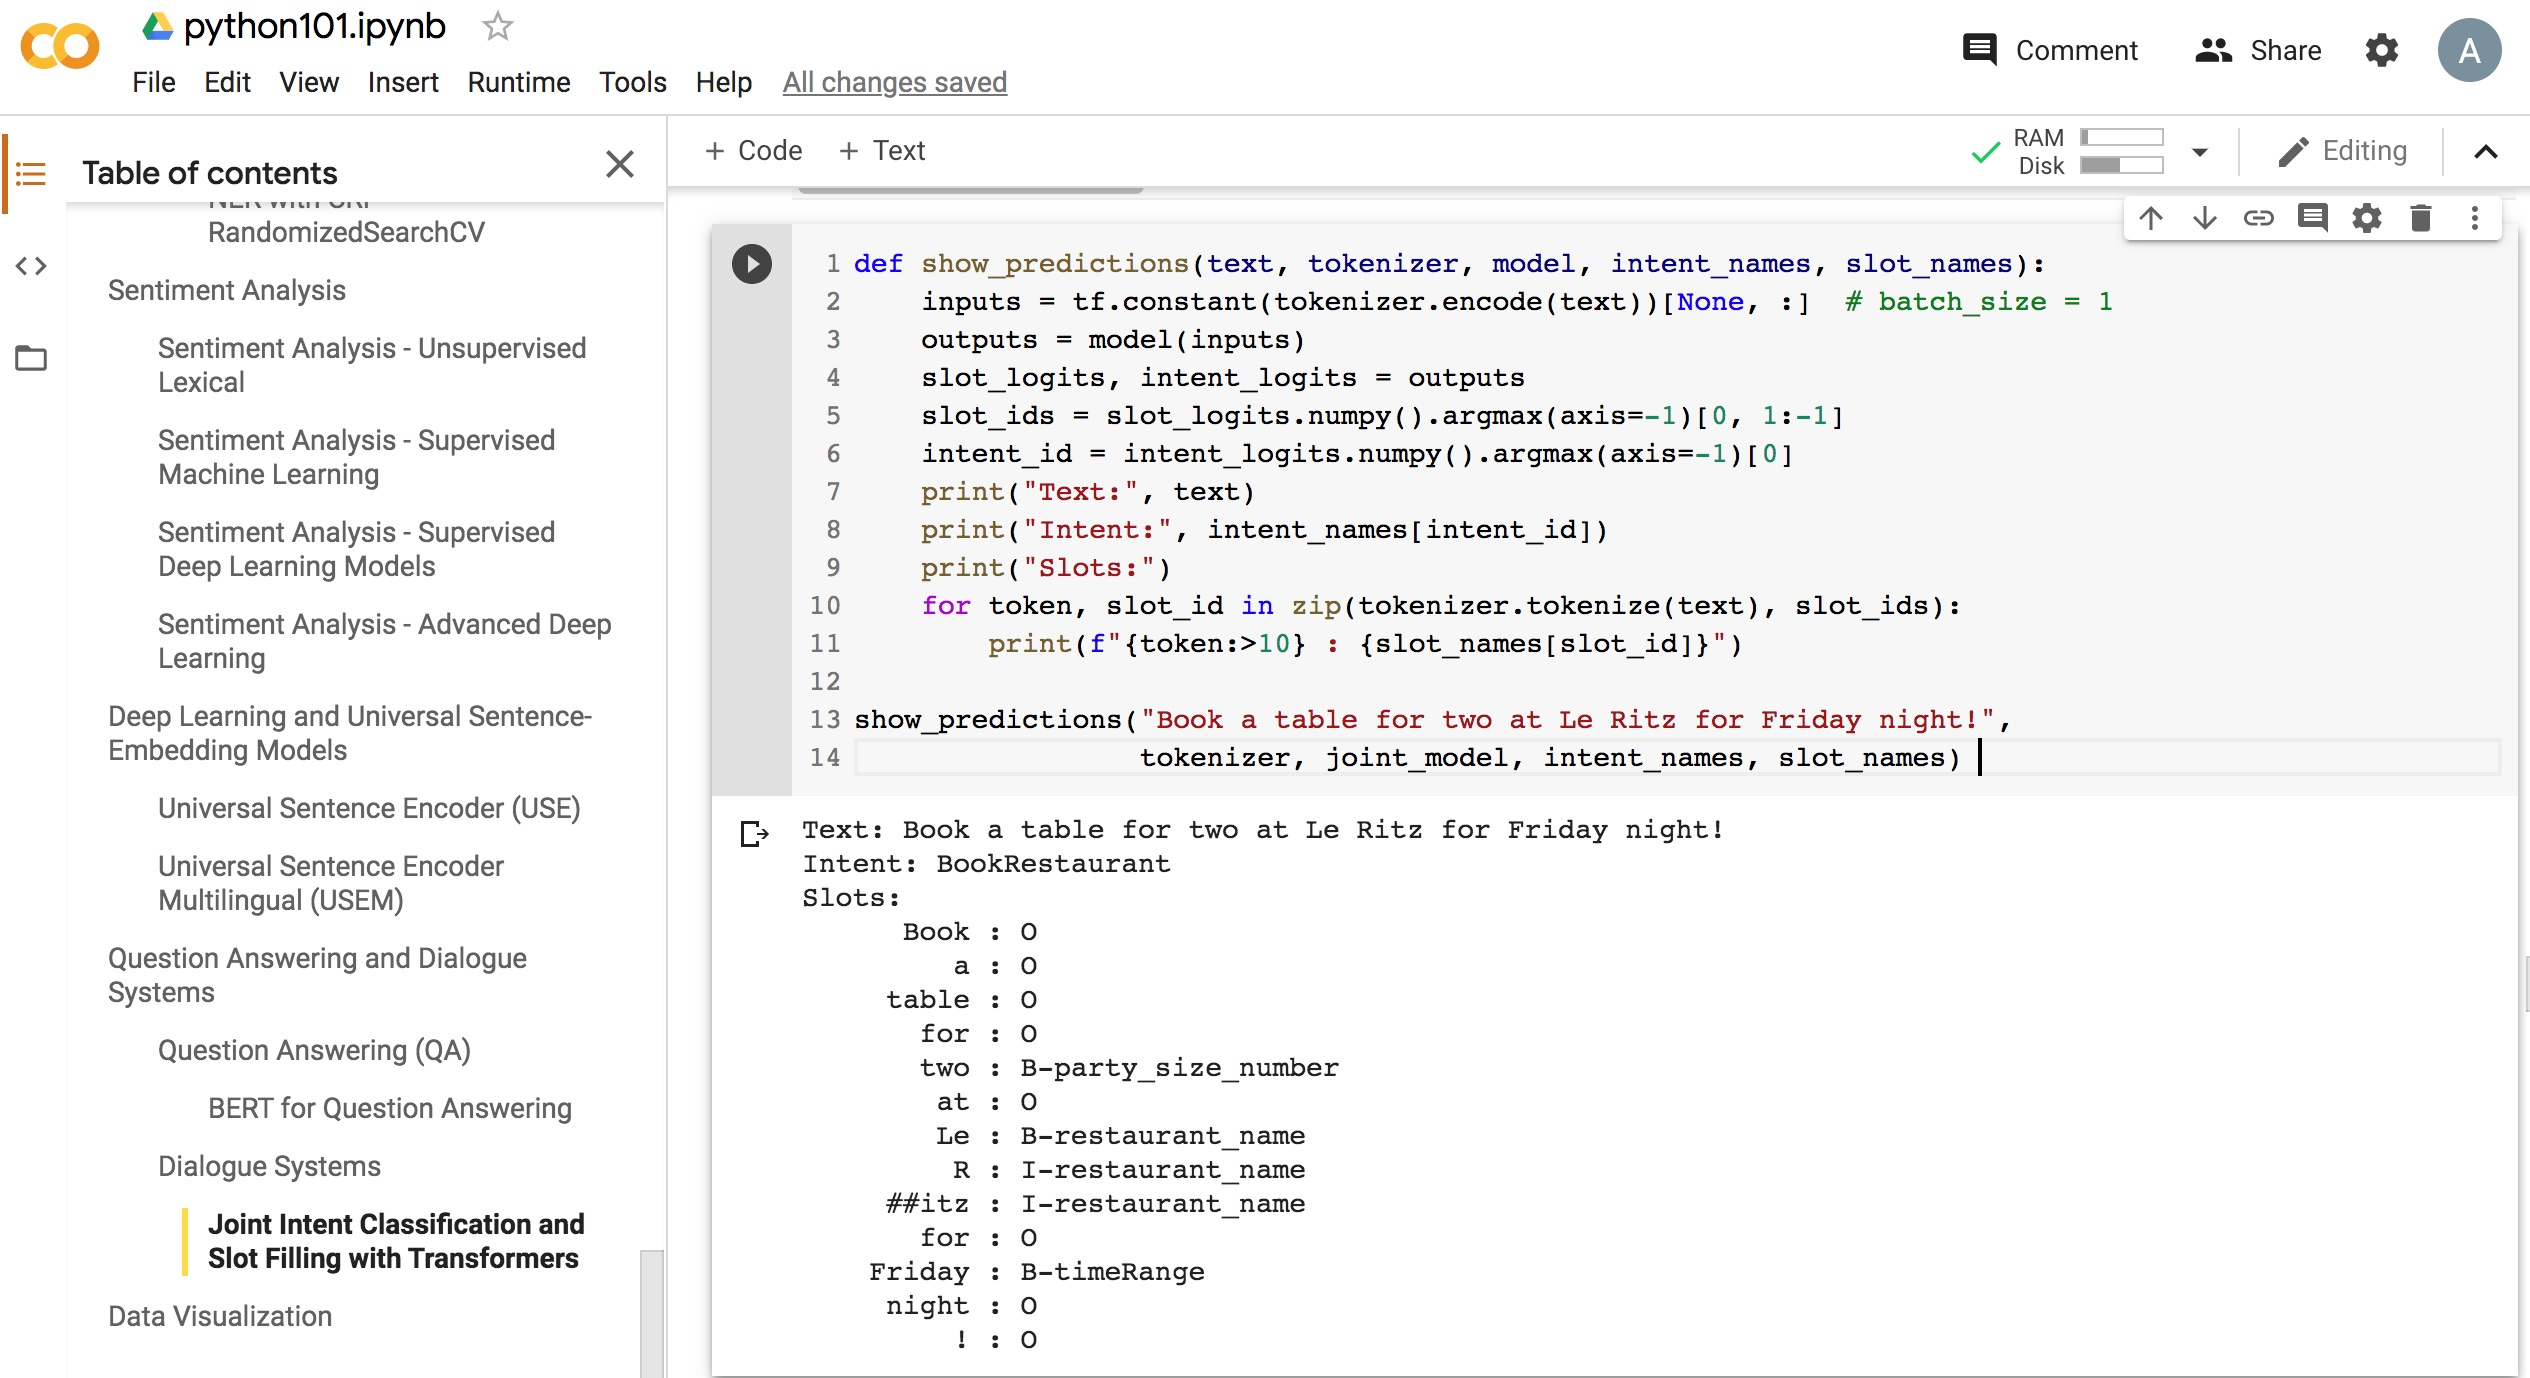 python101.ipynb
File Edit View Insert Runtime Tools Help All changes saved
Comment Share A
Table of contents
NER with CRF
RandomizedSearchCV
Sentiment Analysis
Sentiment Analysis - Unsupervised
Lexical
Sentiment Analysis - Supervised
Machine Learning
Sentiment Analysis - Supervised
Deep Learning Models
Sentiment Analysis - Advanced Deep
Learning
Deep Learning and Universal Sentence-
Embedding Models
Universal Sentence Encoder (USE)
Universal Sentence Encoder
Multilingual (USEM)
Question Answering and Dialogue
Systems
Question Answering (QA)
BERT for Question Answering
Dialogue Systems
Joint Intent Classification and
Slot Filling with Transformers
Data Visualization
+ Code + Text
RAM
Disk
Editing
1 def show_predictions(text, tokenizer, model, intent_names, slot_names):
2     inputs = tf.constant(tokenizer.encode(text))[None, :]  # batch_size = 1
3     outputs = model(inputs)
4     slot_logits, intent_logits = outputs
5     slot_ids = slot_logits.numpy().argmax(axis=-1)[0, 1:-1]
6     intent_id = intent_logits.numpy().argmax(axis=-1)[0]
7     print("Text:", text)
8     print("Intent:", intent_names[intent_id])
9     print("Slots:")
10     for token, slot_id in zip(tokenizer.tokenize(text), slot_ids):
11         print(f"{token:>10} : {slot_names[slot_id]}")
12
13 show_predictions("Book a table for two at Le Ritz for Friday night!",
14                  tokenizer, joint_model, intent_names, slot_names)
Text: Book a table for two at Le Ritz for Friday night!
Intent: BookRestaurant
Slots:
      Book : O
         a : O
     table : O
       for : O
       two : B-party_size_number
        at : O
        Le : B-restaurant_name
         R : I-restaurant_name
     ##itz : I-restaurant_name
       for : O
    Friday : B-timeRange
     night : O
         ! : O